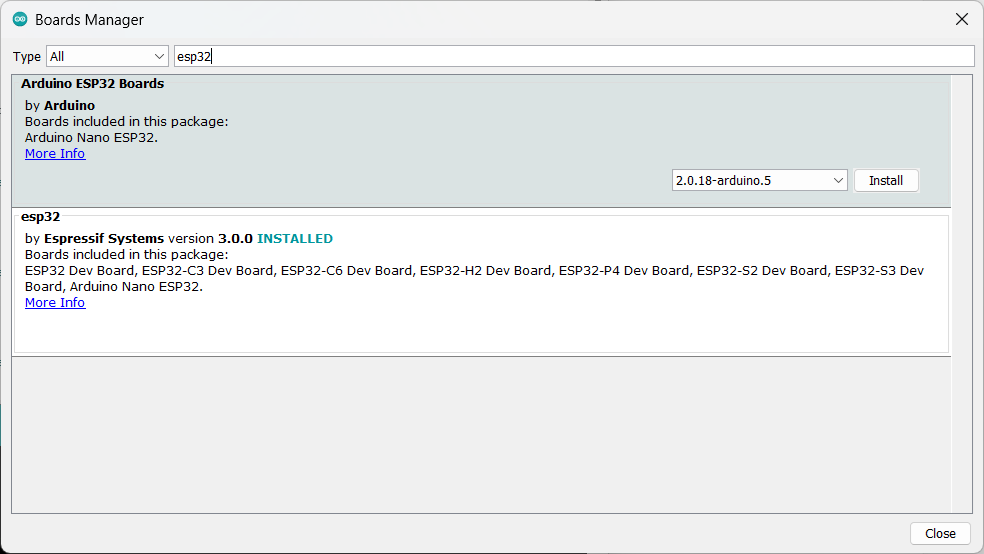 Boards Manager
Type All esp32
Arduino ESP32 Boards
by Arduino
Boards included in this package:
Arduino Nano ESP32.
More Info
2.0.18-arduino.5 Install
esp32
by Espressif Systems version 3.0.0 INSTALLED
Boards included in this package:
ESP32 Dev Board, ESP32-C3 Dev Board, ESP32-C6 Dev Board, ESP32-H2 Dev Board, ESP32-P4 Dev Board, ESP32-S2 Dev Board, ESP32-S3 Dev
Board, Arduino Nano ESP32.
More Info
Close